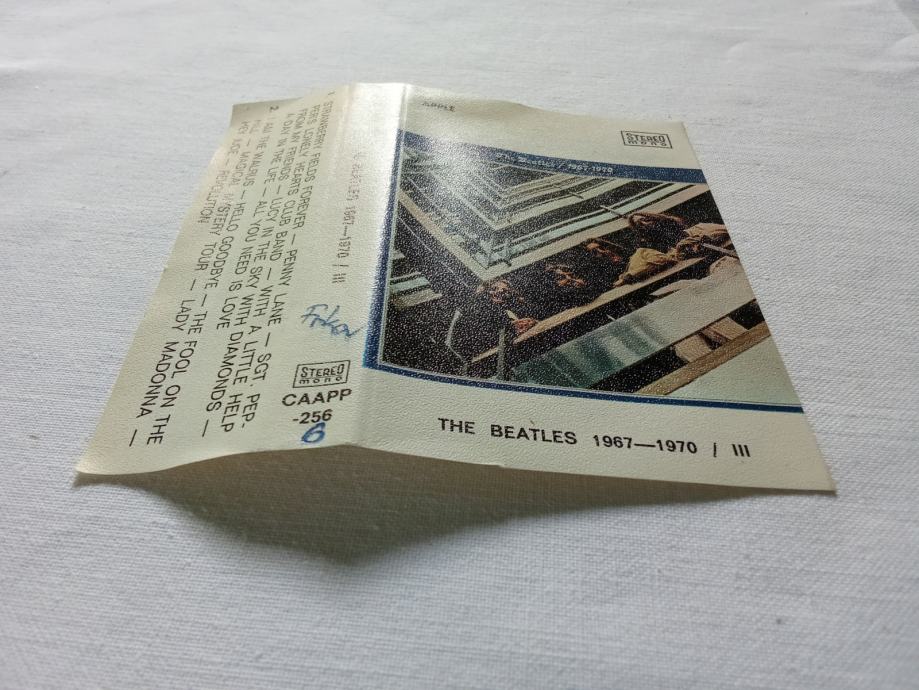 APPLE
STEREO
mono
The Beatles/1967-1970
THE BEATLES 1967—1970 / III
BEATLES 1967—1970 / III
STEREO
mono
CAAPP
-256
6
1 STRAWBERRY FIELDS FOREVER — PENNY LANE — SGT. PEP-
PERS LONELY HEARTS CLUB BAND — WITH A LITTLE HELP
FROM MY FRIENDS — LUCY IN THE SKY WITH DIAMONDS —
A DAY IN THE LIFE — ALL YOU NEED IS LOVE
2. I AM THE WALRUS — HELLO GOODBYE — THE FOOL ON THE
HILL — MAGICAL MYSTERY TOUR — LADY MADONNA —
HEY JUDE — REVOLUTION